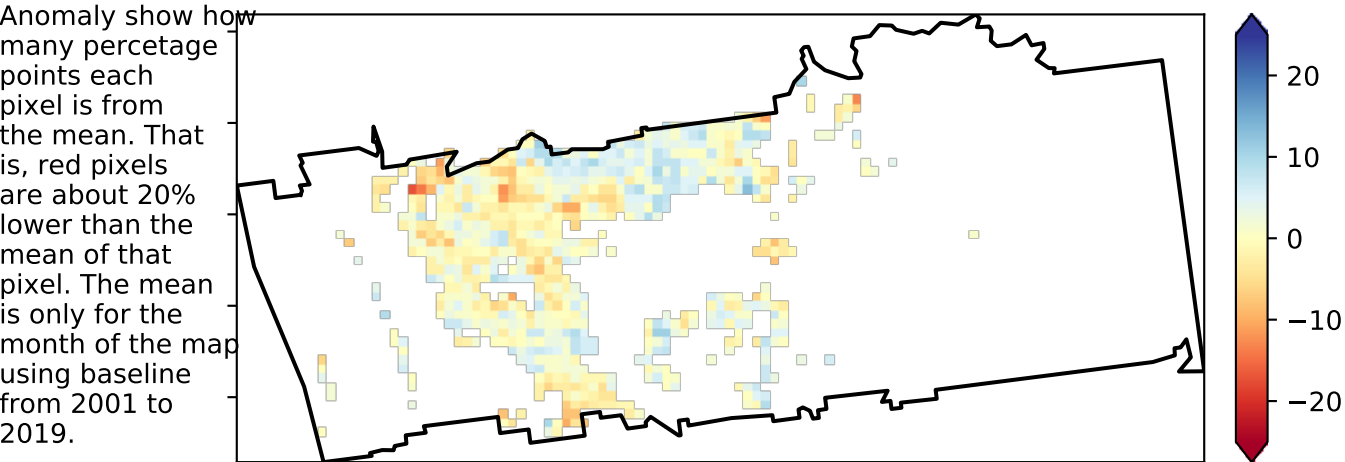 Anomaly show how
many percetage
points each
pixel is from
the mean. That
is, red pixels
are about 20%
lower than the
mean of that
pixel. The mean
is only for the
month of the map
using baseline
from 2001 to
2019.
20
10
0
−10
−20